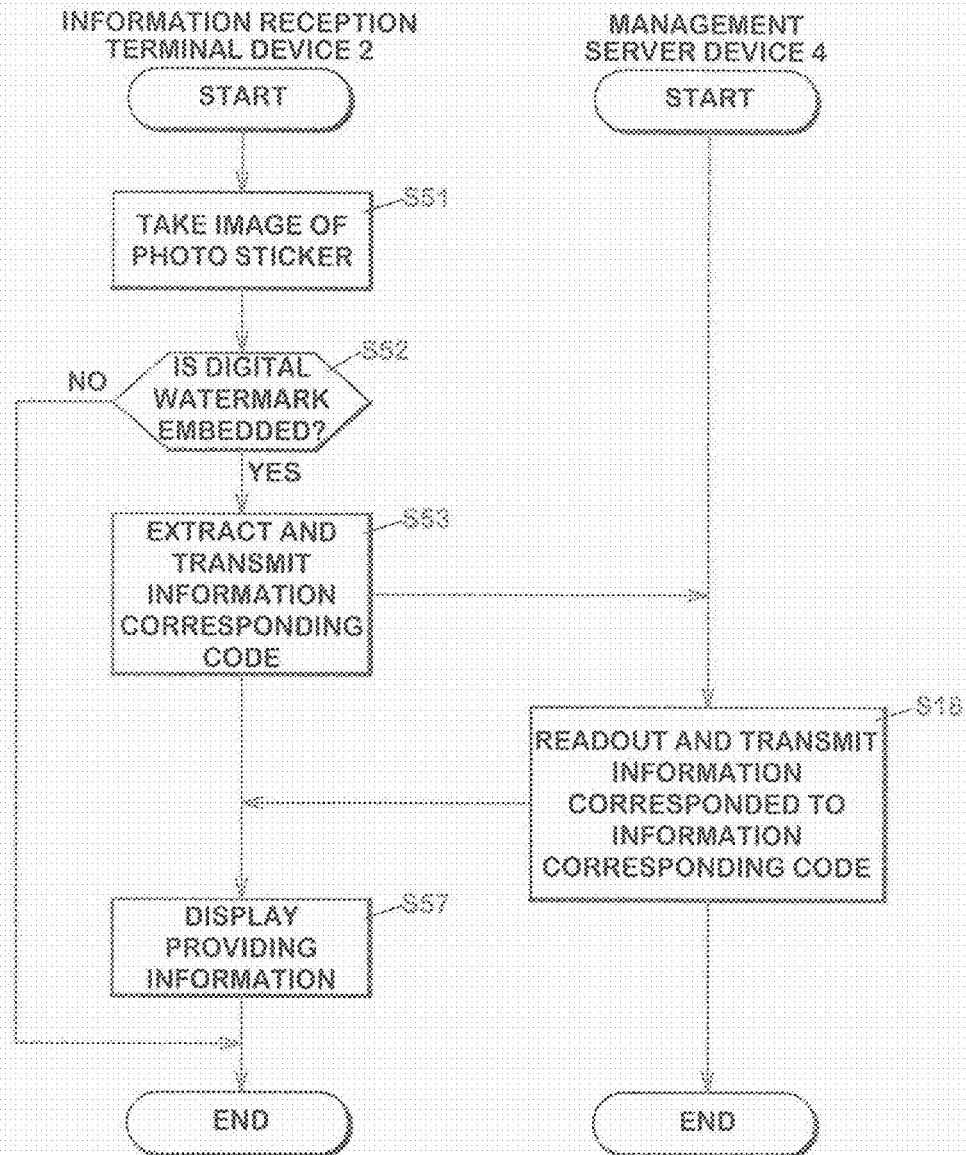 INFORMATION RECEPTION
TERMINAL DEVICE 2
MANAGEMENT
SERVER DEVICE 4
START
START
S51
TAKE IMAGE OF
PHOTO STICKER
S52
IS DIGITAL
WATERMARK
EMBEDDED?
NO
YES
S53
EXTRACT AND
TRANSMIT
INFORMATION
CORRESPONDING
CODE
S18
READOUT AND TRANSMIT
INFORMATION
CORRESPONDED TO
INFORMATION
CORRESPONDING CODE
S57
DISPLAY
PROVIDING
INFORMATION
END
END